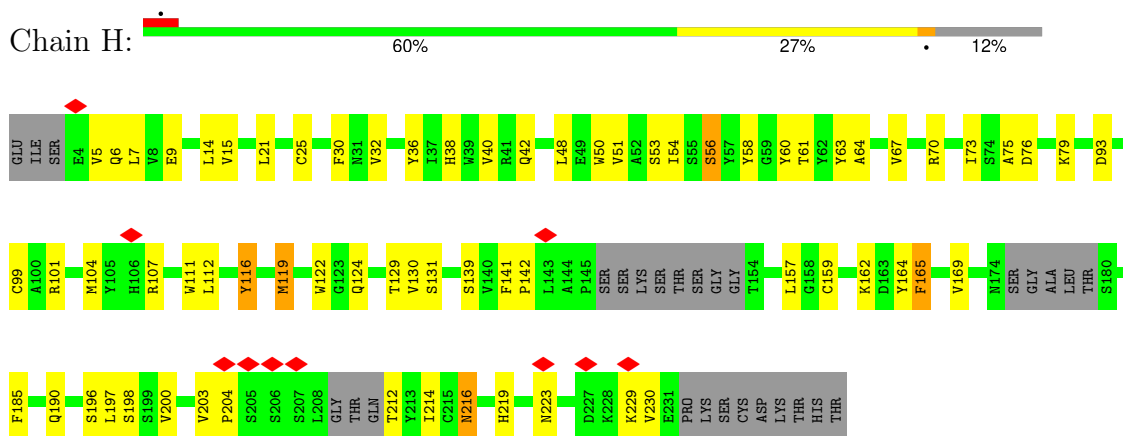 Chain H:
60% 27% • 12%
GLU ILE SER E4 V5 Q6 L7 V8 E9 L14 V15 L21 C25 F30 N31 V32 Y36 I37 H38 W39 V40 R41 Q42 L48 E49 W50 V51 A52 S53 I54 S55 S56 Y57 Y58 G59 Y60 T61 Y62 Y63 A64 V67 R70 I73 S74 A75 D76 K79 D93
C99 A100 R101 M104 Y105 H106 R107 W111 L112 Y116 M119 W122 G123 Q124 T129 V130 S131 S139 V140 F141 P142 L143 A144 P145 SER SER LYS SER THR SER GLY GLY T154 L157 G158 C159 K162 D163 Y164 F165 V169 N174 SER GLY ALA LEU THR S180
F185 Q190 S196 L197 S198 S199 V200 V203 P204 S205 S206 S207 L208 GLY THR GLN T212 Y213 I214 C215 N216 H219 N223 D227 K228 K229 V230 E231 PRO LYS SER CYS ASP LYS THR HIS THR